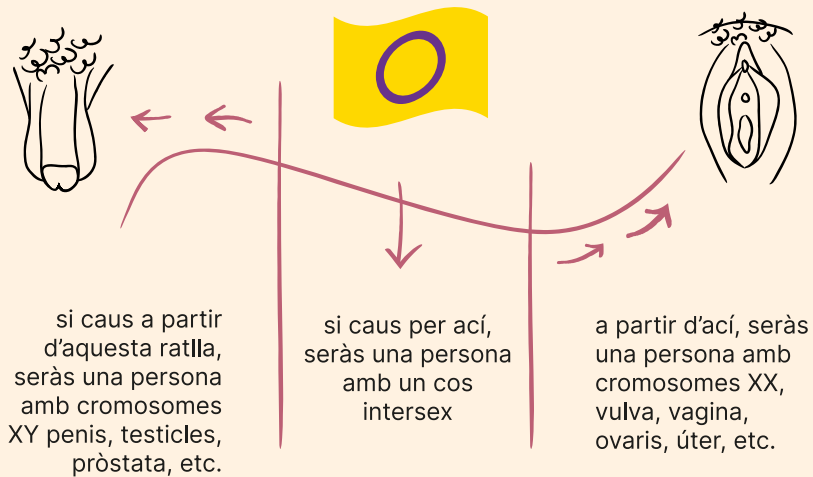 si caus a partir
d'aquesta ratlla,
seràs una persona
amb cromosomes
XY penis, testicles,
pròstata, etc.
si caus per ací,
seràs una persona
amb un cos
intersex
a partir d'ací, seràs
una persona amb
cromosomes XX,
vulva, vagina,
ovaris, úter, etc.